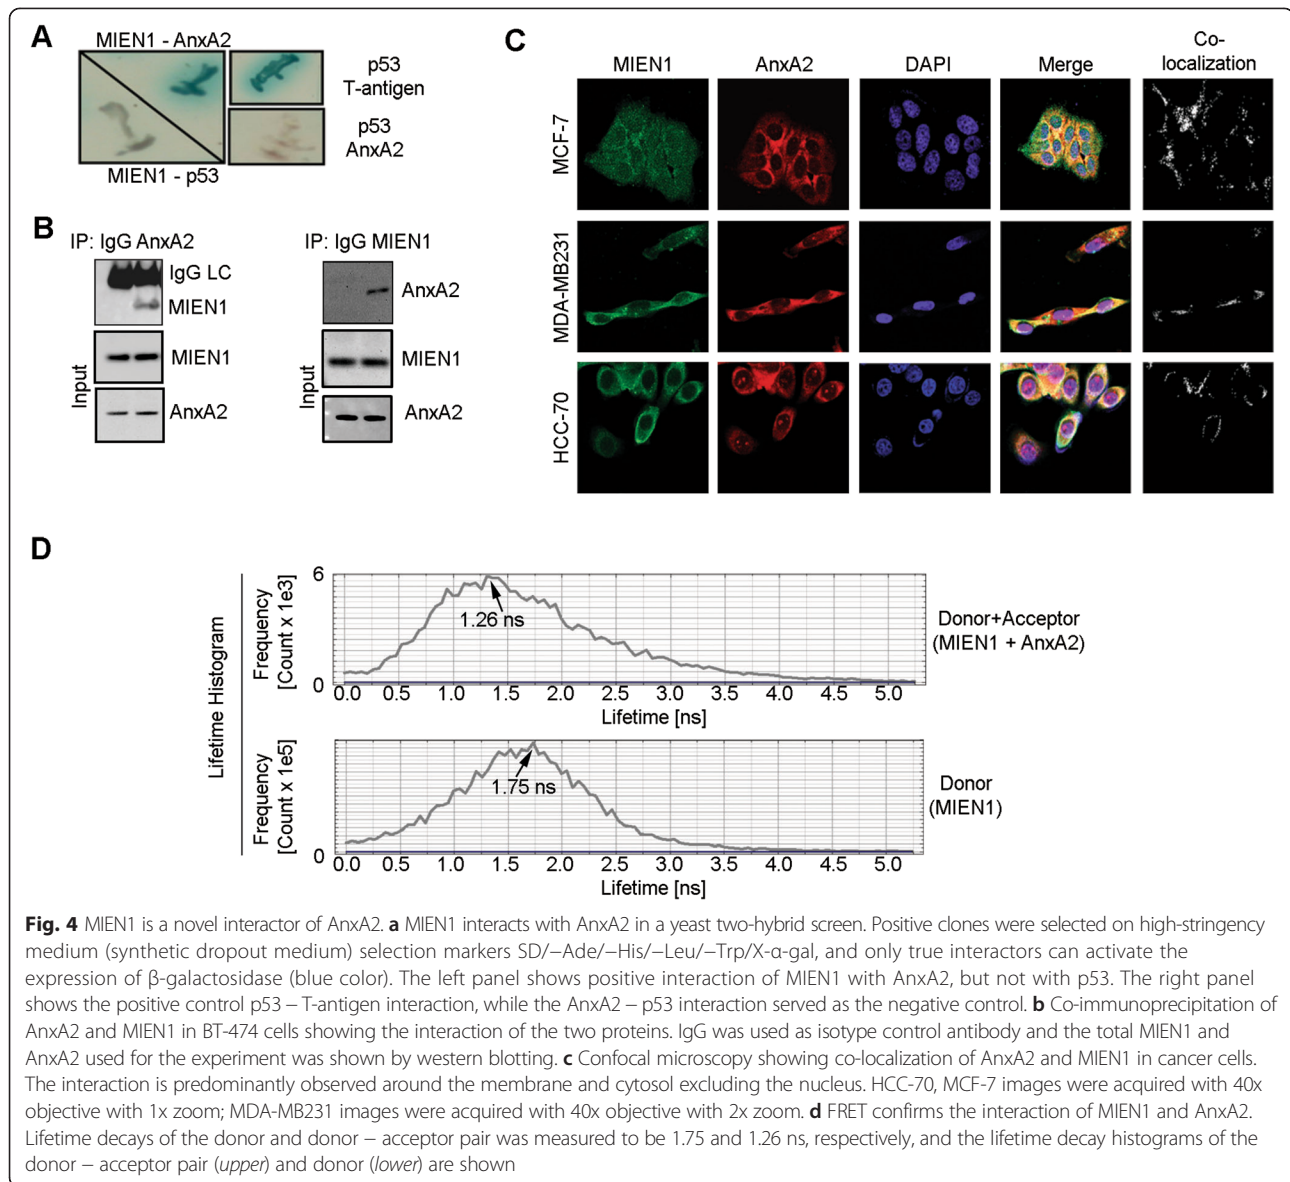 A
MIEN1 - AnxA2
p53
T-antigen
p53
AnxA2
MIEN1 - p53
B
IP: IgG AnxA2
IgG LC
MIEN1
MIEN1
AnxA2
Input
IP: IgG MIEN1
AnxA2
MIEN1
AnxA2
Input
C
MIEN1
AnxA2
DAPI
Merge
Co-
localization
MCF-7
MDA-MB231
HCC-70
D
Lifetime Histogram
Frequency
[Count x 1e3]
6
0
1.26 ns
0.0 0.5 1.0 1.5 2.0 2.5 3.0 3.5 4.0 4.5 5.0
Lifetime [ns]
Donor+Acceptor
(MIEN1 + AnxA2)
Frequency
[Count x 1e5]
0
1.75 ns
0.0 0.5 1.0 1.5 2.0 2.5 3.0 3.5 4.0 4.5 5.0
Lifetime [ns]
Donor
(MIEN1)
Fig. 4 MIEN1 is a novel interactor of AnxA2. a MIEN1 interacts with AnxA2 in a yeast two-hybrid screen. Positive clones were selected on high-stringency
medium (synthetic dropout medium) selection markers SD/−Ade/−His/−Leu/−Trp/X-α-gal, and only true interactors can activate the
expression of β-galactosidase (blue color). The left panel shows positive interaction of MIEN1 with AnxA2, but not with p53. The right panel
shows the positive control p53 – T-antigen interaction, while the AnxA2 – p53 interaction served as the negative control. b Co-immunoprecipitation of
AnxA2 and MIEN1 in BT-474 cells showing the interaction of the two proteins. IgG was used as isotype control antibody and the total MIEN1 and
AnxA2 used for the experiment was shown by western blotting. c Confocal microscopy showing co-localization of AnxA2 and MIEN1 in cancer cells.
The interaction is predominantly observed around the membrane and cytosol excluding the nucleus. HCC-70, MCF-7 images were acquired with 40x
objective with 1x zoom; MDA-MB231 images were acquired with 40x objective with 2x zoom. d FRET confirms the interaction of MIEN1 and AnxA2.
Lifetime decays of the donor and donor – acceptor pair was measured to be 1.75 and 1.26 ns, respectively, and the lifetime decay histograms of the
donor – acceptor pair (upper) and donor (lower) are shown